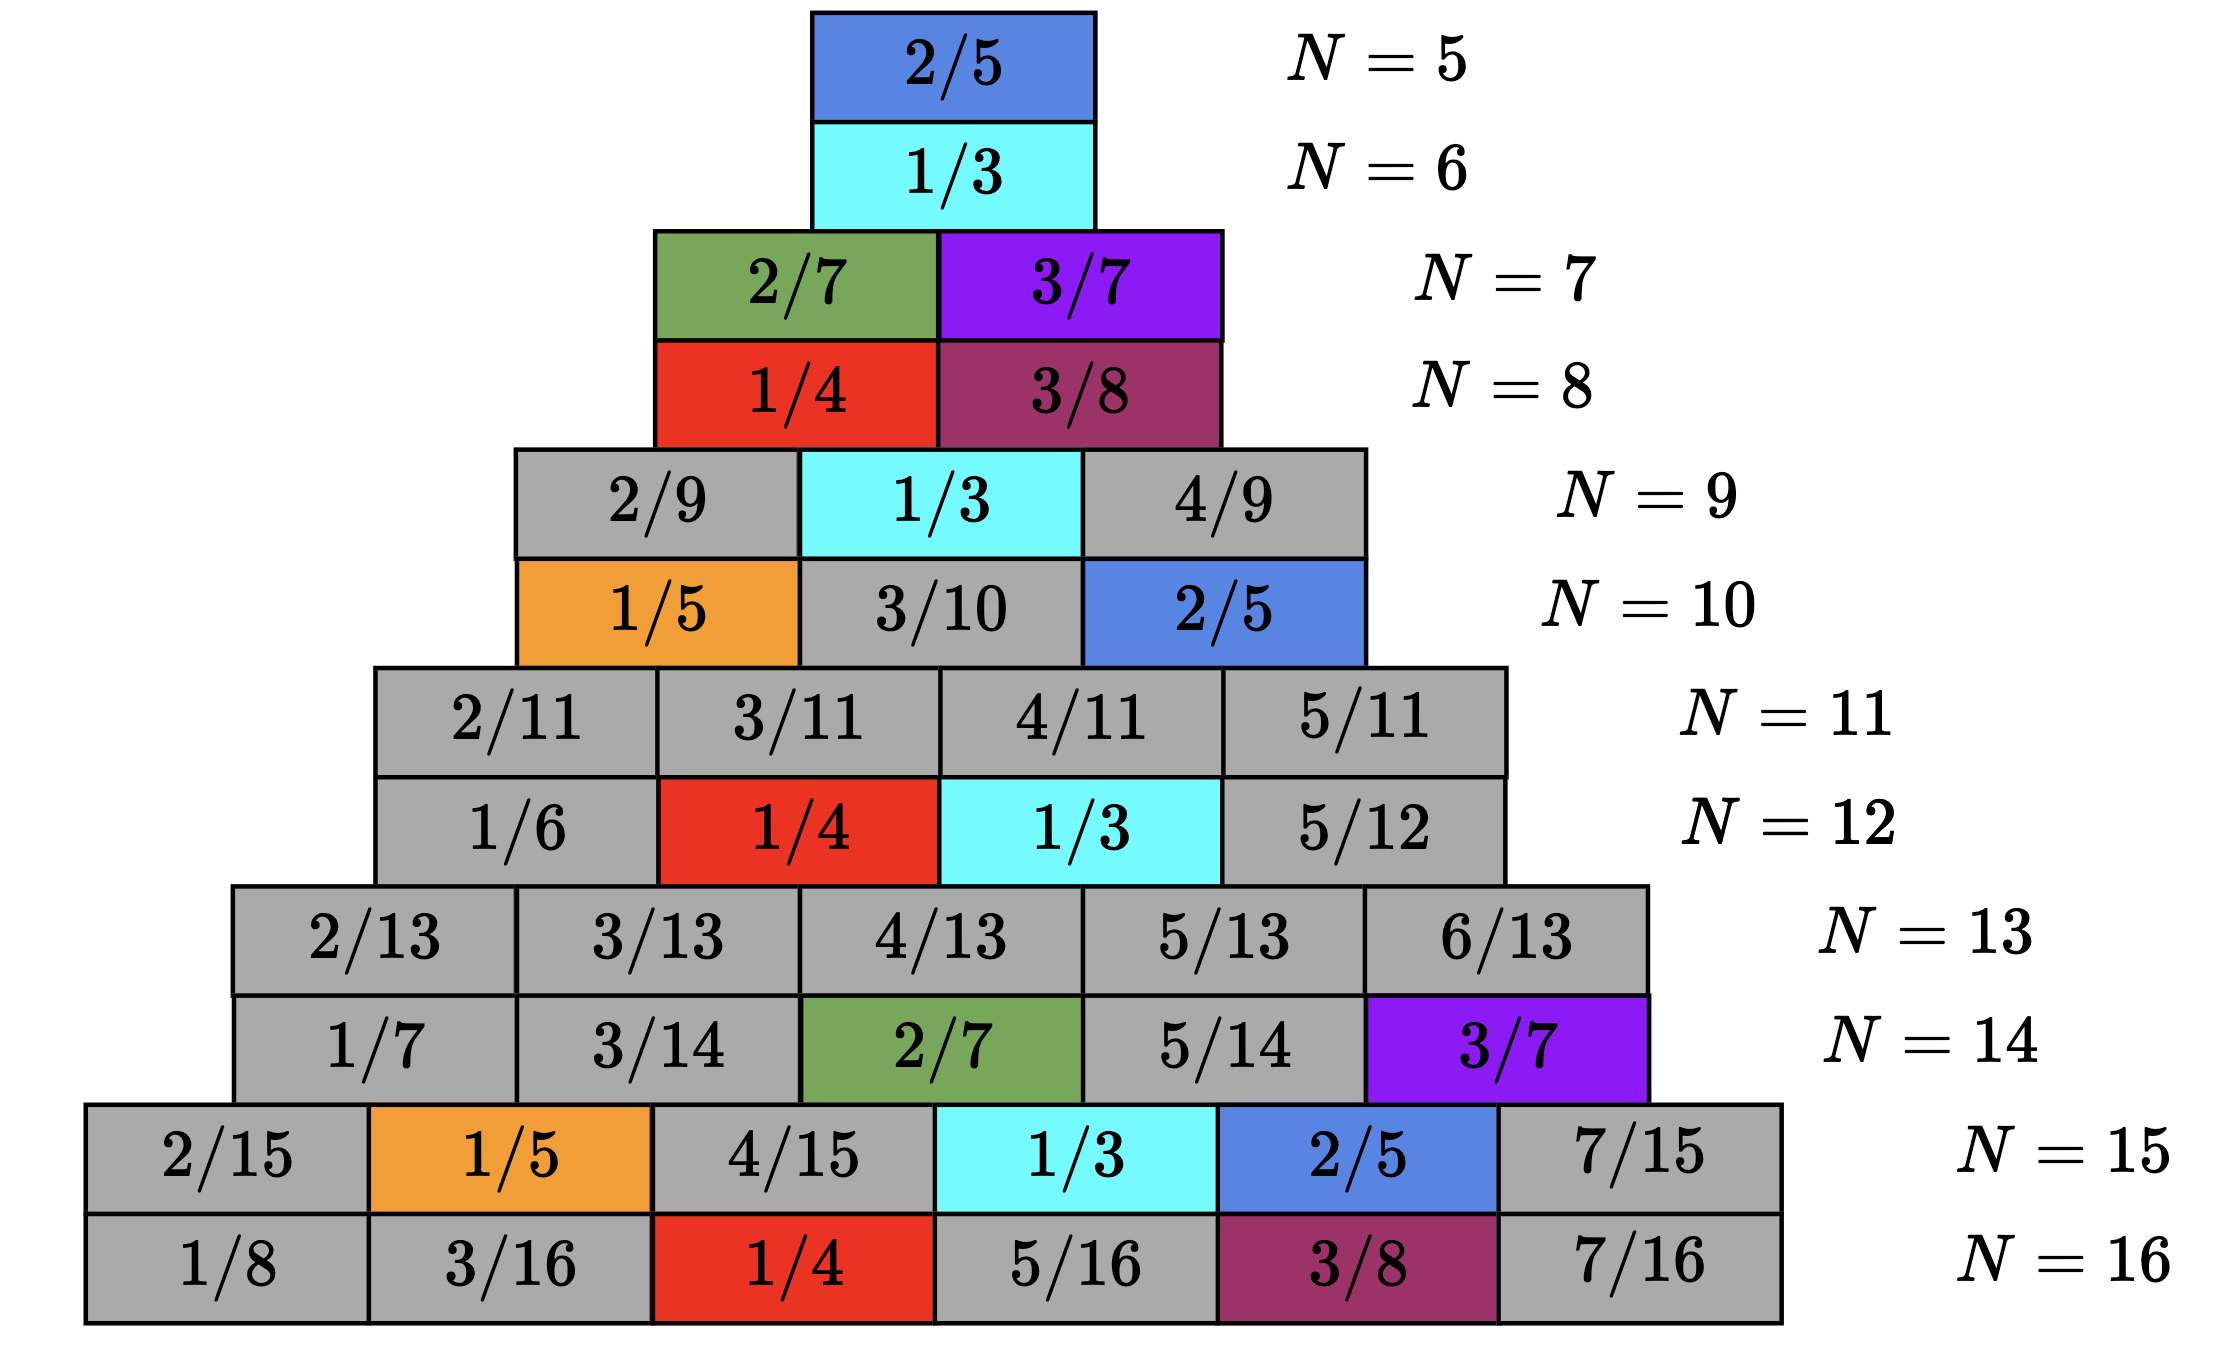 2/5 N = 5
1/3 N = 6
2/7 3/7 N = 7
1/4 3/8 N = 8
2/9 1/3 4/9 N = 9
1/5 3/10 2/5 N = 10
2/11 3/11 4/11 5/11 N = 11
1/6 1/4 1/3 5/12 N = 12
2/13 3/13 4/13 5/13 6/13 N = 13
1/7 3/14 2/7 5/14 3/7 N = 14
2/15 1/5 4/15 1/3 2/5 7/15 N = 15
1/8 3/16 1/4 5/16 3/8 7/16 N = 16